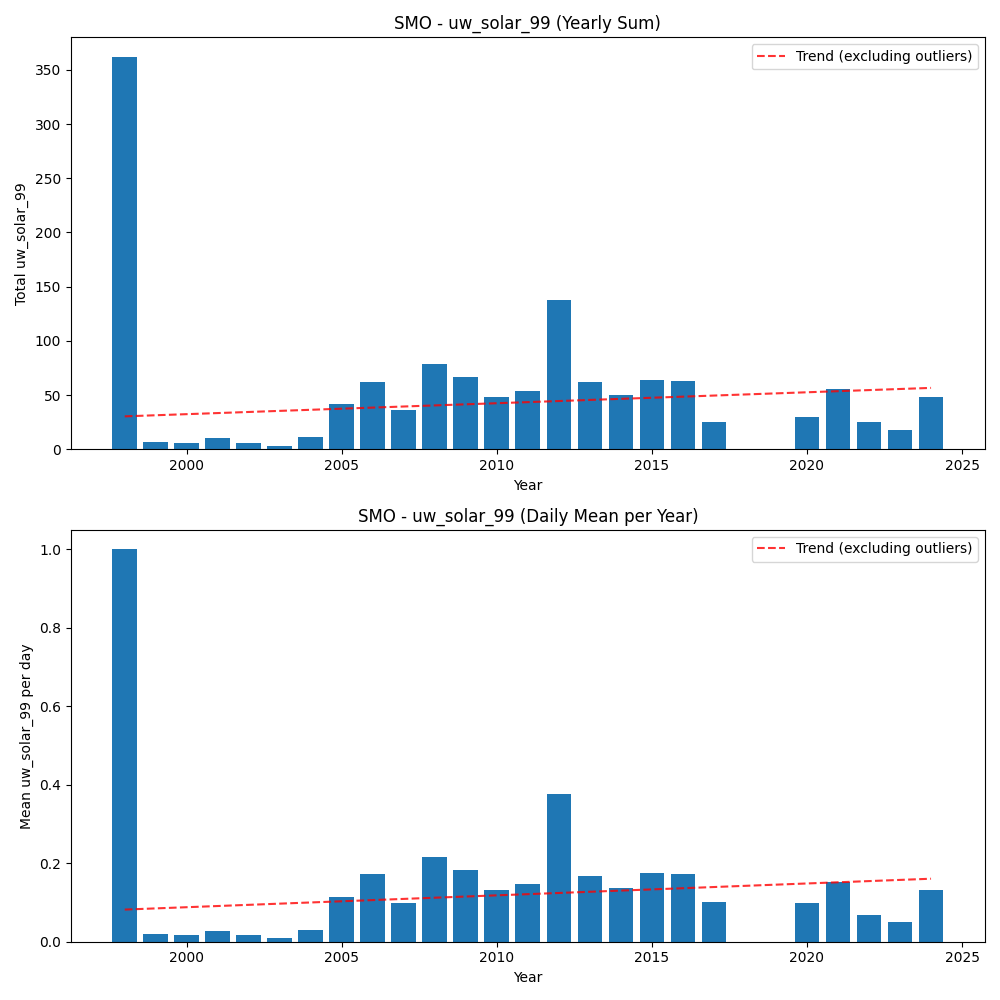 SMO - uw_solar_99 (Yearly Sum)
Trend (excluding outliers)
350
300
250
200
150
100
50
0
Total uw_solar_99
2000 2005 2010 2015 2020 2025
Year
SMO - uw_solar_99 (Daily Mean per Year)
Trend (excluding outliers)
1.0
0.8
0.6
0.4
0.2
0.0
Mean uw_solar_99 per day
2000 2005 2010 2015 2020 2025
Year